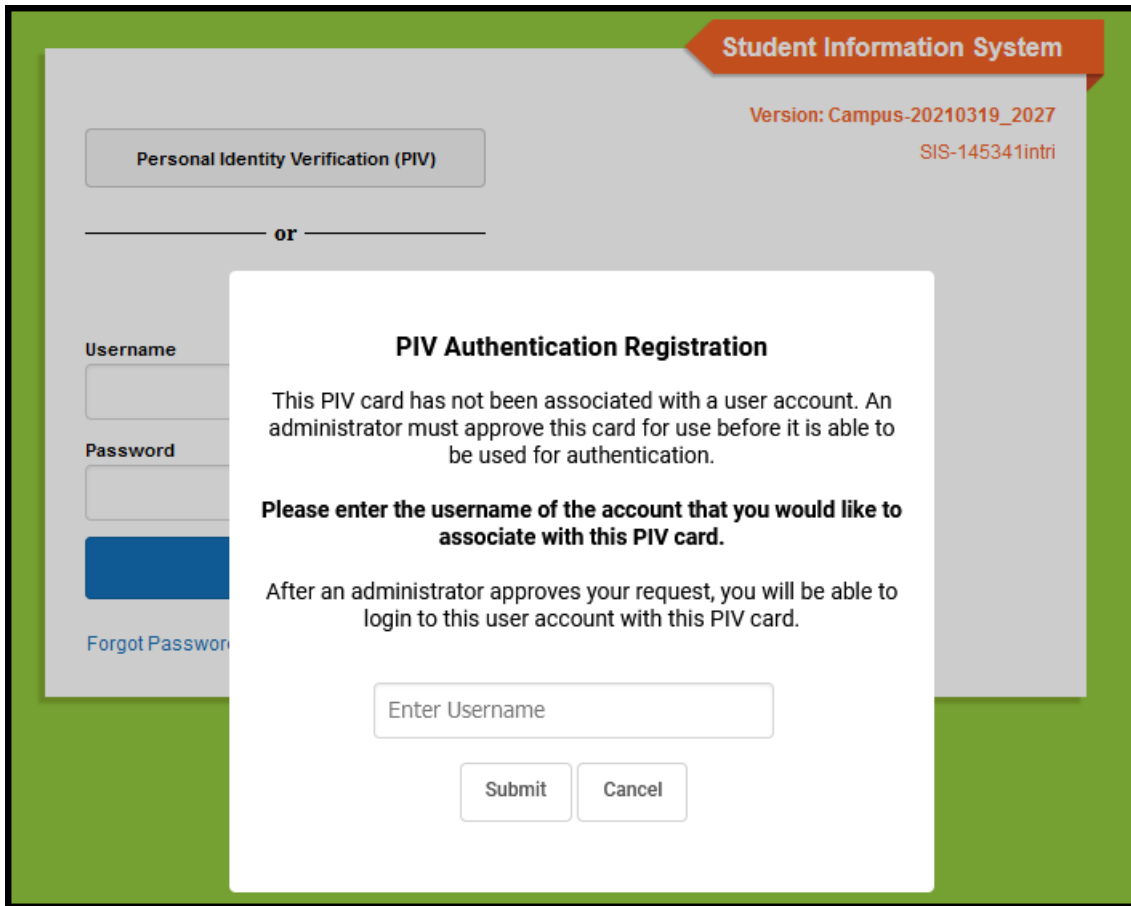 Student Information System
Version: Campus-20210319_2027
SIS-145341intri
Personal Identity Verification (PIV)
or
Username
Password
Forgot Passwor
PIV Authentication Registration
This PIV card has not been associated with a user account. An
administrator must approve this card for use before it is able to
be used for authentication.
Please enter the username of the account that you would like to
associate with this PIV card.
After an administrator approves your request, you will be able to
login to this user account with this PIV card.
Enter Username
Submit
Cancel